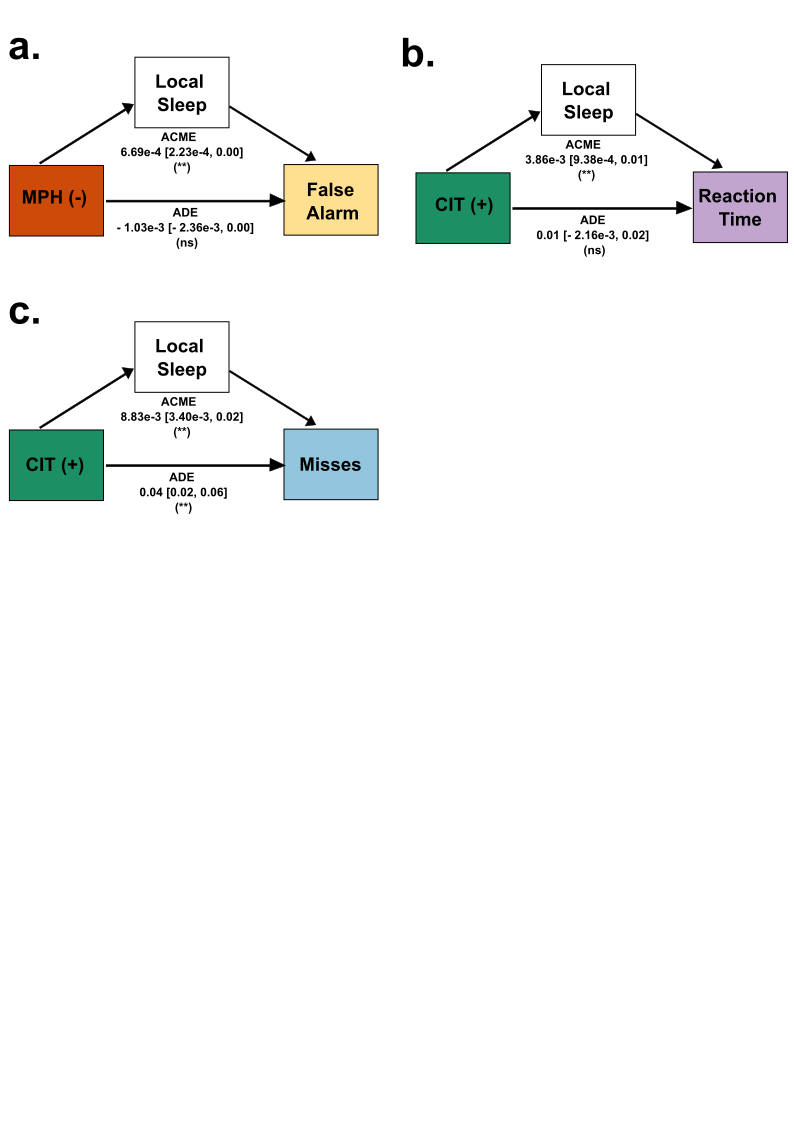 a.
Local
Sleep
ACME
6.69e-4 [2.23e-4, 0.00]
(**)
MPH (-)
False
Alarm
ADE
- 1.03e-3 [- 2.36e-3, 0.00]
(ns)
b.
Local
Sleep
ACME
3.86e-3 [9.38e-4, 0.01]
(**)
CIT (+)
Reaction
Time
ADE
0.01 [- 2.16e-3, 0.02]
(ns)
c.
Local
Sleep
ACME
8.83e-3 [3.40e-3, 0.02]
(**)
CIT (+)
Misses
ADE
0.04 [0.02, 0.06]
(**)